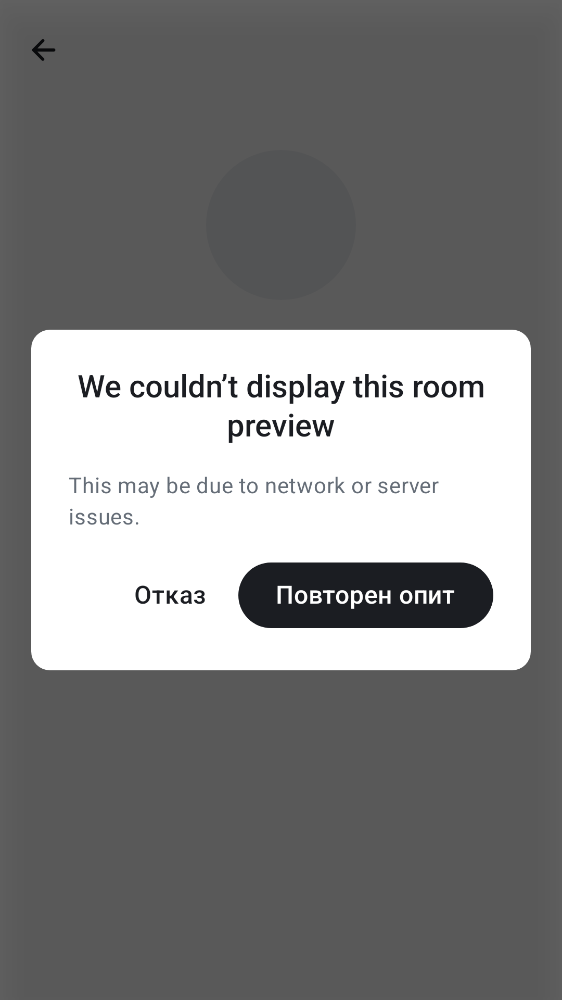 We couldn’t display this room
preview
This may be due to network or server
issues.
Отказ
Повторен опит